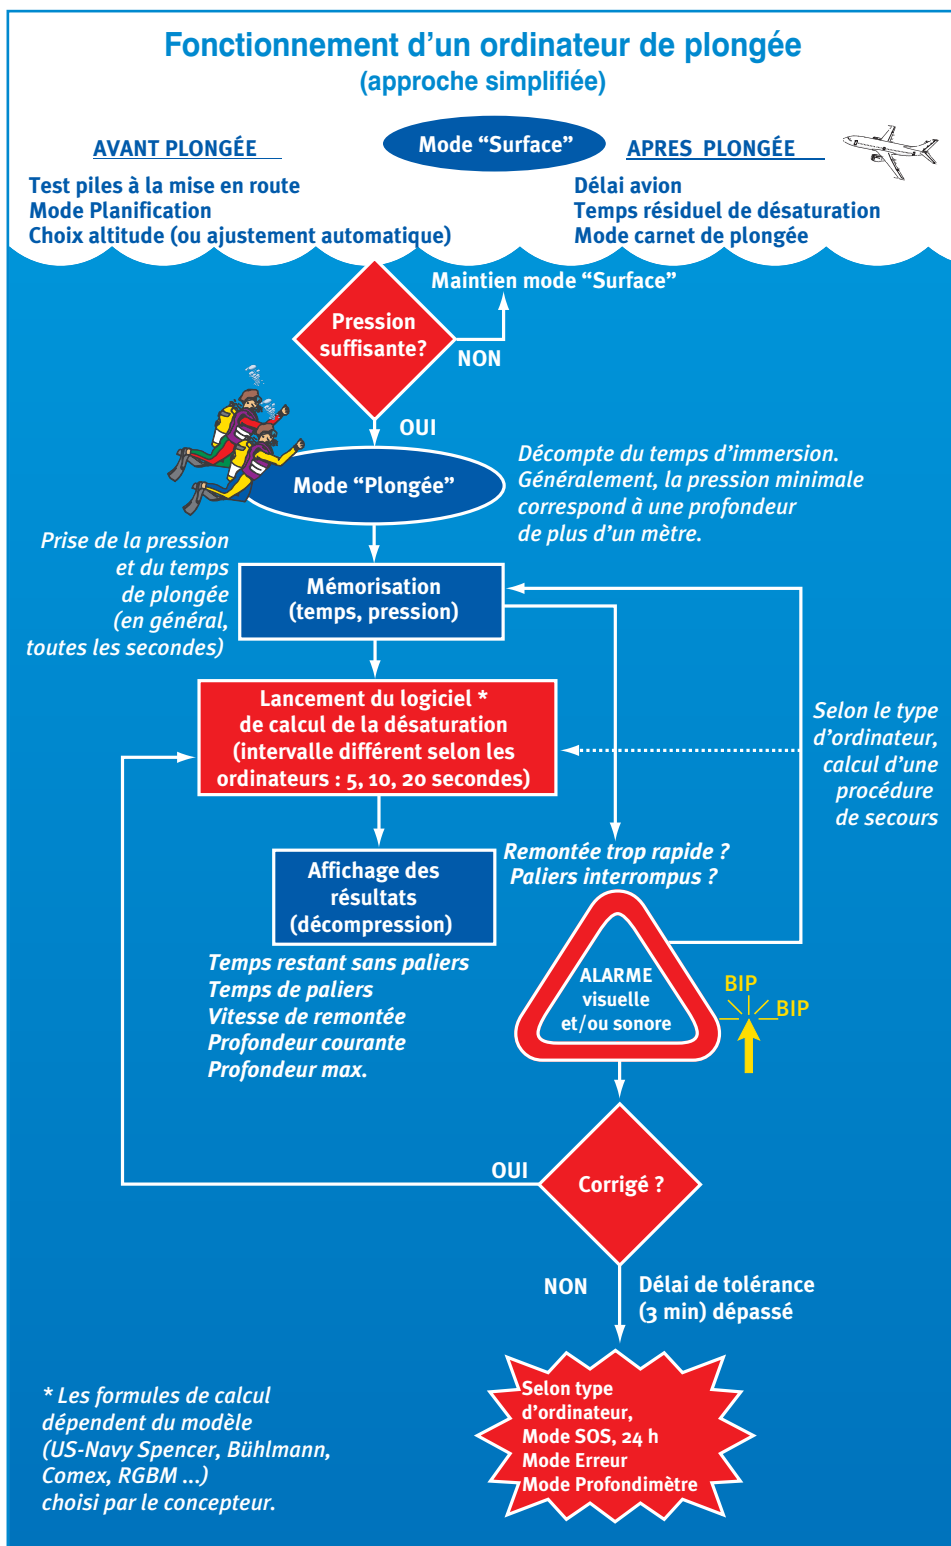 Fonctionnement d’un ordinateur de plongée
(approche simplifiée)
Mode “Surface”
AVANT PLONGÉE
Test piles à la mise en route
Mode Planification
Choix altitude (ou ajustement automatique)
APRES PLONGÉE
Délai avion
Temps résiduel de désaturation
Mode carnet de plongée
Maintien mode “Surface”
Pression
suffisante?
NON
OUI
Mode “Plongée”
Décompte du temps d’immersion.
Généralement, la pression minimale
correspond à une profondeur
de plus d’un mètre.
Prise de la pression
et du temps
de plongée
(en général,
toutes les secondes)
Mémorisation
(temps, pression)
Lancement du logiciel *
de calcul de la désaturation
(intervalle différent selon les
ordinateurs : 5, 10, 20 secondes)
Selon le type
d’ordinateur,
calcul d’une
procédure
de secours
Affichage des
résultats
(décompression)
Temps restant sans paliers
Temps de paliers
Vitesse de remontée
Profondeur courante
Profondeur max.
Remontée trop rapide ?
Paliers interrompus ?
ALARME
visuelle
et/ou sonore
BIP
BIP
OUI
Corrigé ?
NON
Délai de tolérance
(3 min) dépassé
Selon type
d’ordinateur,
Mode SOS, 24 h
Mode Erreur
Mode Profondimètre
* Les formules de calcul
dépendent du modèle
(US-Navy Spencer, Bühlmann,
Comex, RGBM ...)
choisi par le concepteur.